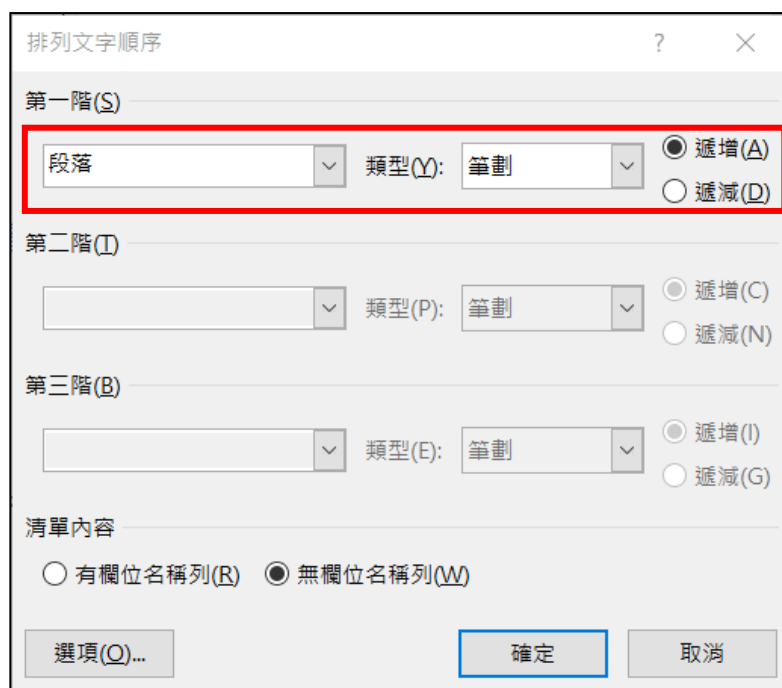 排列文字順序 ?
第一階(S)
段落 類型(Y): 筆劃 遞增(A)
遞減(D)
第二階(T)
類型(P): 筆劃 遞增(C)
遞減(N)
第三階(B)
類型(E): 筆劃 遞增(I)
遞減(G)
清單內容
有欄位名稱列(R) 無欄位名稱列(W)
選項(O)... 確定 取消